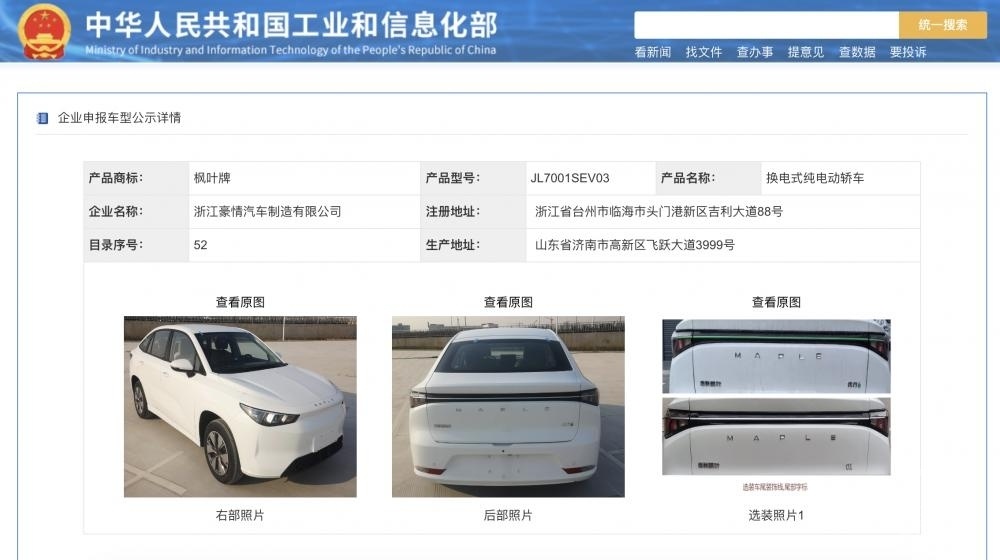 中华人民共和国工业和信息化部
Ministry of Industry and Information Technology of the People's Republic of China
统一搜索
看新闻 找文件 查办事 提意见 查数据 要投诉
企业申报车型公示详情
产品商标： 枫叶牌 产品型号： JL7001SEV03 产品名称： 换电式纯电动轿车
企业名称： 浙江豪情汽车制造有限公司 注册地址： 浙江省台州市临海市头门港新区吉利大道88号
目录序号： 52 生产地址： 山东省济南市高新区飞跃大道3999号
查看原图 查看原图 查看原图
MAPLE
MAPLE
MAPLE
MAPLE
选装车尾装饰线,尾部字标
右部照片 后部照片 选装照片1